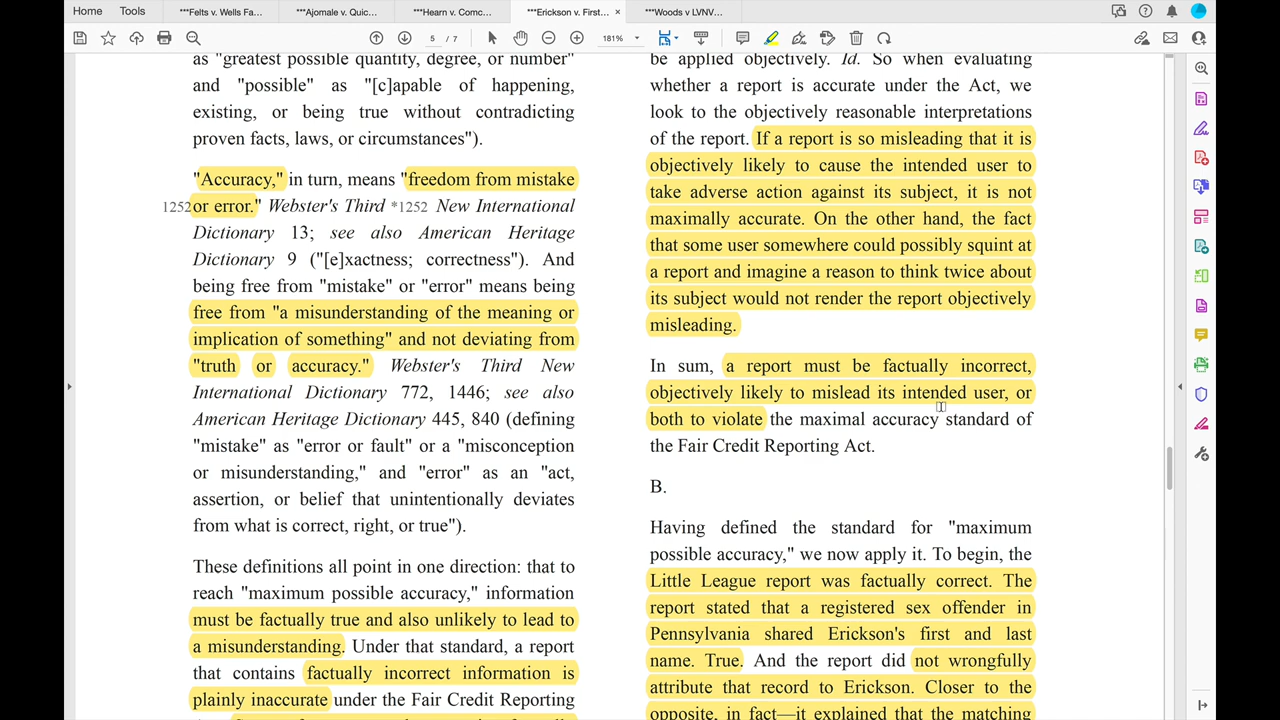 Home
Tools
***Felts v. Wells Fa...
***Ajomale v. Quic...
***Hearn v. Comc...
***Erickson v. First...
***Woods v LVNV...
5 / 7
181%
as "greatest possible quantity, degree, or number"
and "possible" as "[c]apable of happening,
existing, or being true without contradicting
proven facts, laws, or circumstances").
"Accuracy," in turn, means "freedom from mistake
1252 or error." Webster's Third *1252 New International
Dictionary 13; see also American Heritage
Dictionary 9 ("[e]xactness; correctness"). And
being free from "mistake" or "error" means being
free from "a misunderstanding of the meaning or
implication of something" and not deviating from
"truth or accuracy." Webster's Third New
International Dictionary 772, 1446; see also
American Heritage Dictionary 445, 840 (defining
"mistake" as "error or fault" or a "misconception
or misunderstanding," and "error" as an "act,
assertion, or belief that unintentionally deviates
from what is correct, right, or true").
These definitions all point in one direction: that to
reach "maximum possible accuracy," information
must be factually true and also unlikely to lead to
a misunderstanding. Under that standard, a report
that contains factually incorrect information is
plainly inaccurate under the Fair Credit Reporting
be applied objectively. Id. So when evaluating
whether a report is accurate under the Act, we
look to the objectively reasonable interpretations
of the report. If a report is so misleading that it is
objectively likely to cause the intended user to
take adverse action against its subject, it is not
maximally accurate. On the other hand, the fact
that some user somewhere could possibly squint at
a report and imagine a reason to think twice about
its subject would not render the report objectively
misleading.
In sum, a report must be factually incorrect,
objectively likely to mislead its intended user, or
both to violate the maximal accuracy standard of
the Fair Credit Reporting Act.
B.
Having defined the standard for "maximum
possible accuracy," we now apply it. To begin, the
Little League report was factually correct. The
report stated that a registered sex offender in
Pennsylvania shared Erickson's first and last
name. True. And the report did not wrongfully
attribute that record to Erickson. Closer to the
opposite, in fact—it explained that the matching